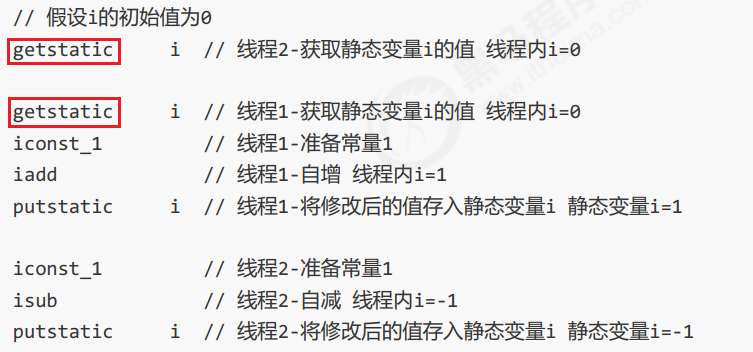 // 假设i的初始值为0
getstatic i // 线程2-获取静态变量i的值 线程内i=0
getstatic i // 线程1-获取静态变量i的值 线程内i=0
iconst_1 // 线程1-准备常量1
iadd // 线程1-自增 线程内i=1
putstatic i // 线程1-将修改后的值存入静态变量i 静态变量i=1
iconst_1 // 线程2-准备常量1
isub // 线程2-自减 线程内i=-1
putstatic i // 线程2-将修改后的值存入静态变量i 静态变量i=-1